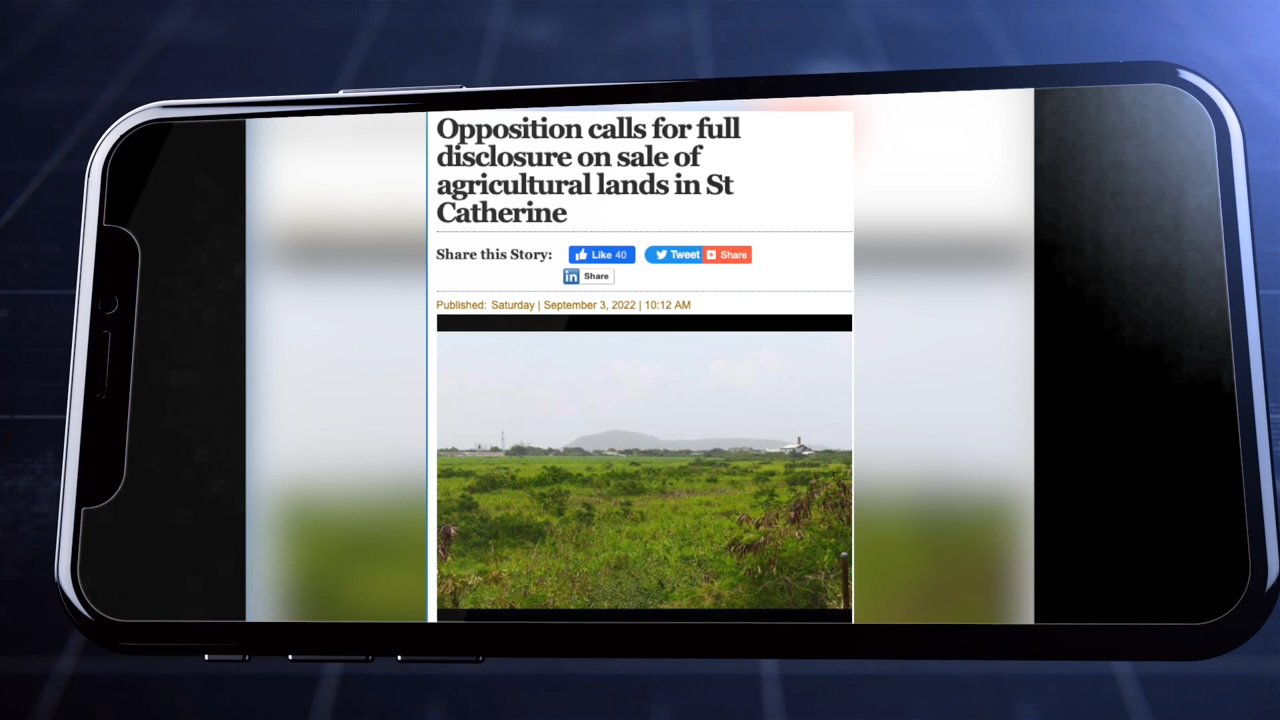 Opposition calls for full
disclosure on sale of
agricultural lands in St
Catherine
Share this Story:
Like 40
Tweet
Share
in Share
Published: Saturday | September 3, 2022 | 10:12 AM